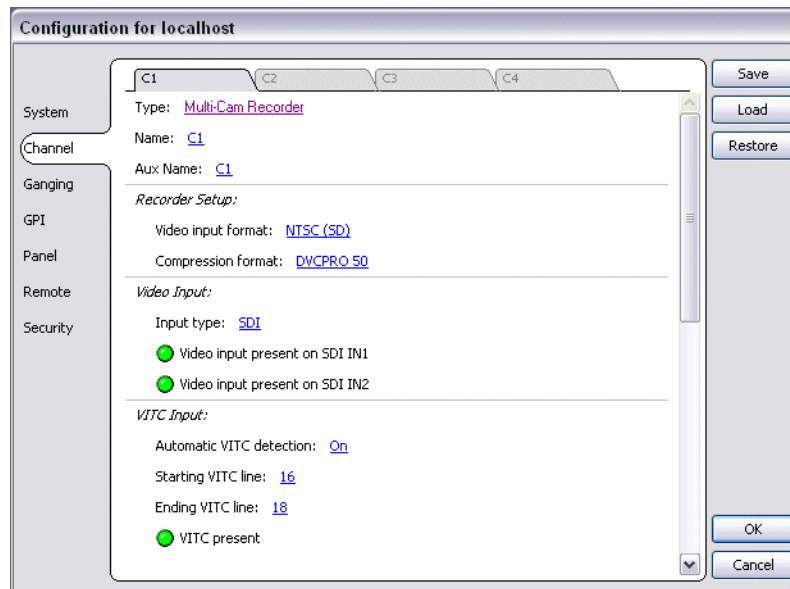 Configuration for localhost
System
Channel
Ganging
GPI
Panel
Remote
Security
C1
C2
C3
C4
Type: Multi-Cam Recorder
Name: C1
Aux Name: C1
Recorder Setup:
Video input format: NTSC (SD)
Compression format: DVCPRO 50
Video Input:
Input type: SDI
Video input present on SDI IN1
Video input present on SDI IN2
VITC Input:
Automatic VITC detection: On
Starting VITC line: 16
Ending VITC line: 18
VITC present
Save
Load
Restore
OK
Cancel